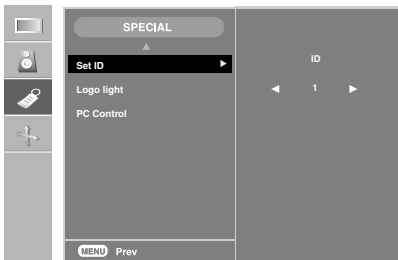 SPECIAL
Set ID
Logo light
PC Control
ID
1
MENU Prev